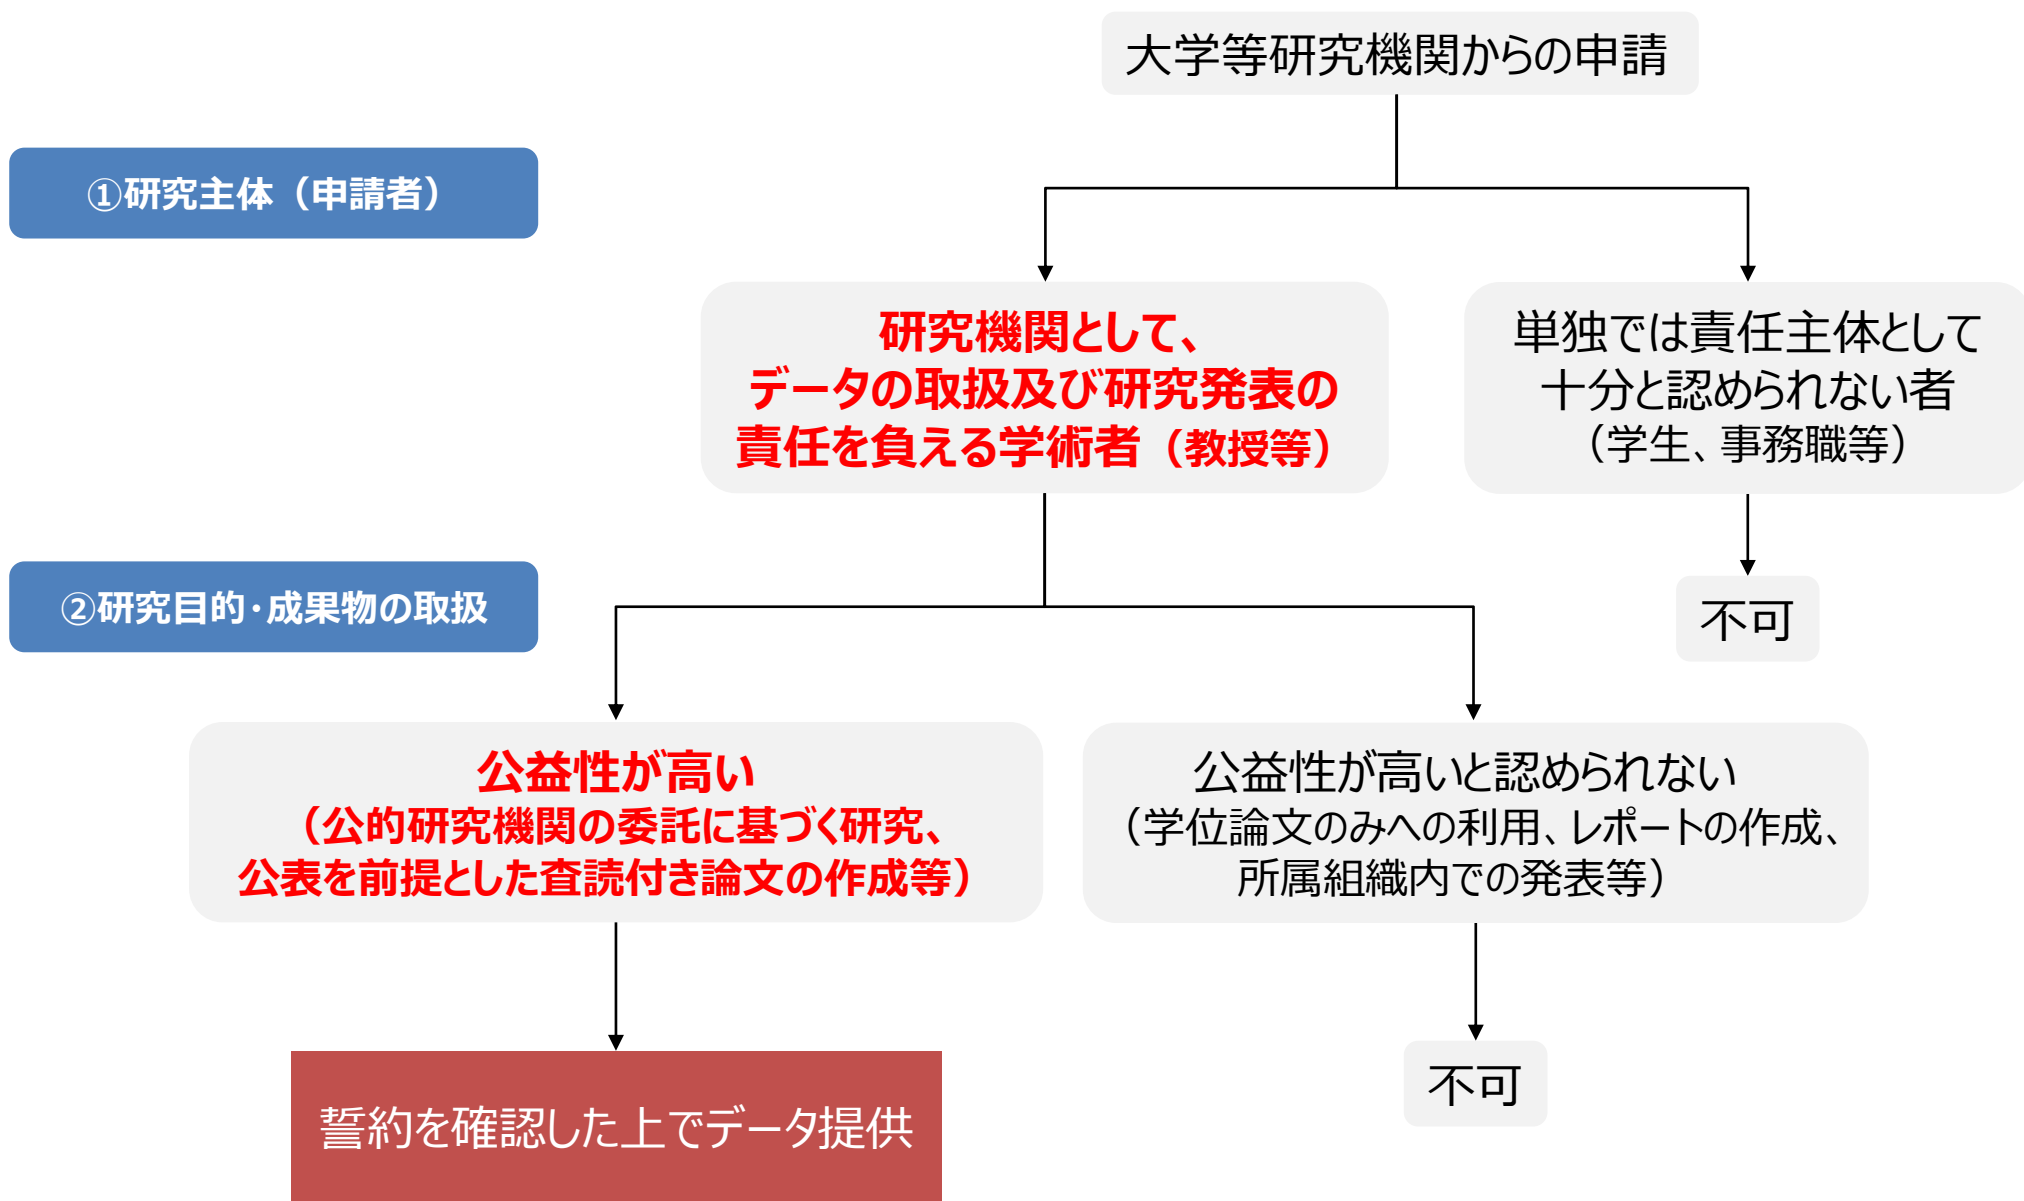 大学等研究機関からの申請
①研究主体（申請者）
研究機関として、
データの取扱及び研究発表の
責任を負える学術者（教授等）
単独では責任主体として
十分と認められない者
（学生、事務職等）
②研究目的・成果物の取扱
不可
公益性が高い
（公的研究機関の委託に基づく研究、
公表を前提とした査読付き論文の作成等）
公益性が高いと認められない
（学位論文のみへの利用、レポートの作成、
所属組織内での発表等）
誓約を確認した上でデータ提供
不可